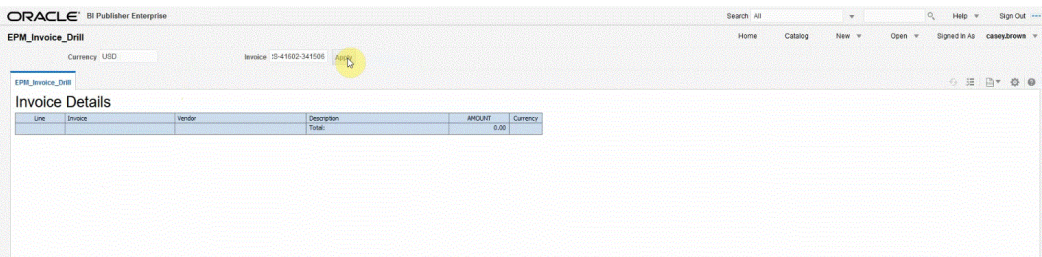 ORACLE BI Publisher Enterprise Search All Help Sign Out
EPM_Invoice_Drill Home Catalog New Open Signed In As casey.brown
Currency USD Invoice :S-41602-341506 Apply
EPM_Invoice_Drill
Invoice Details
Line Invoice Vendor Description AMOUNT Currency
Total: 0.00